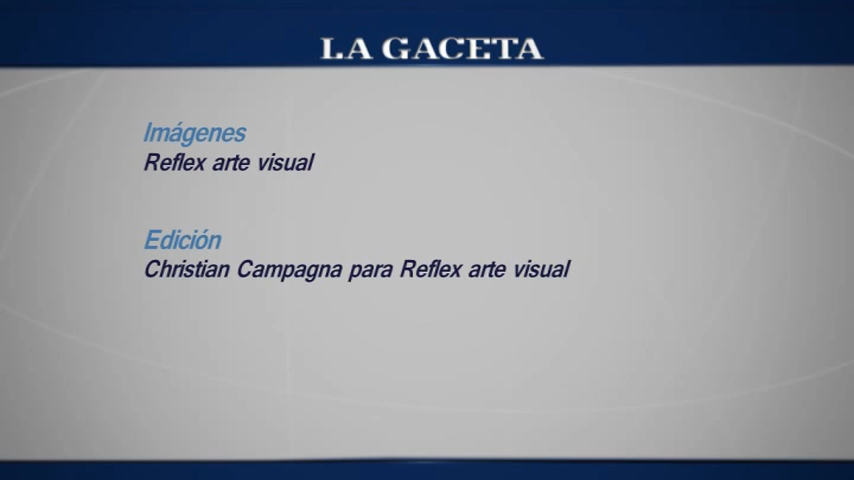 LA GACETA
Imágenes
Reflex arte visual
Edición
Christian Campagna para Reflex arte visual